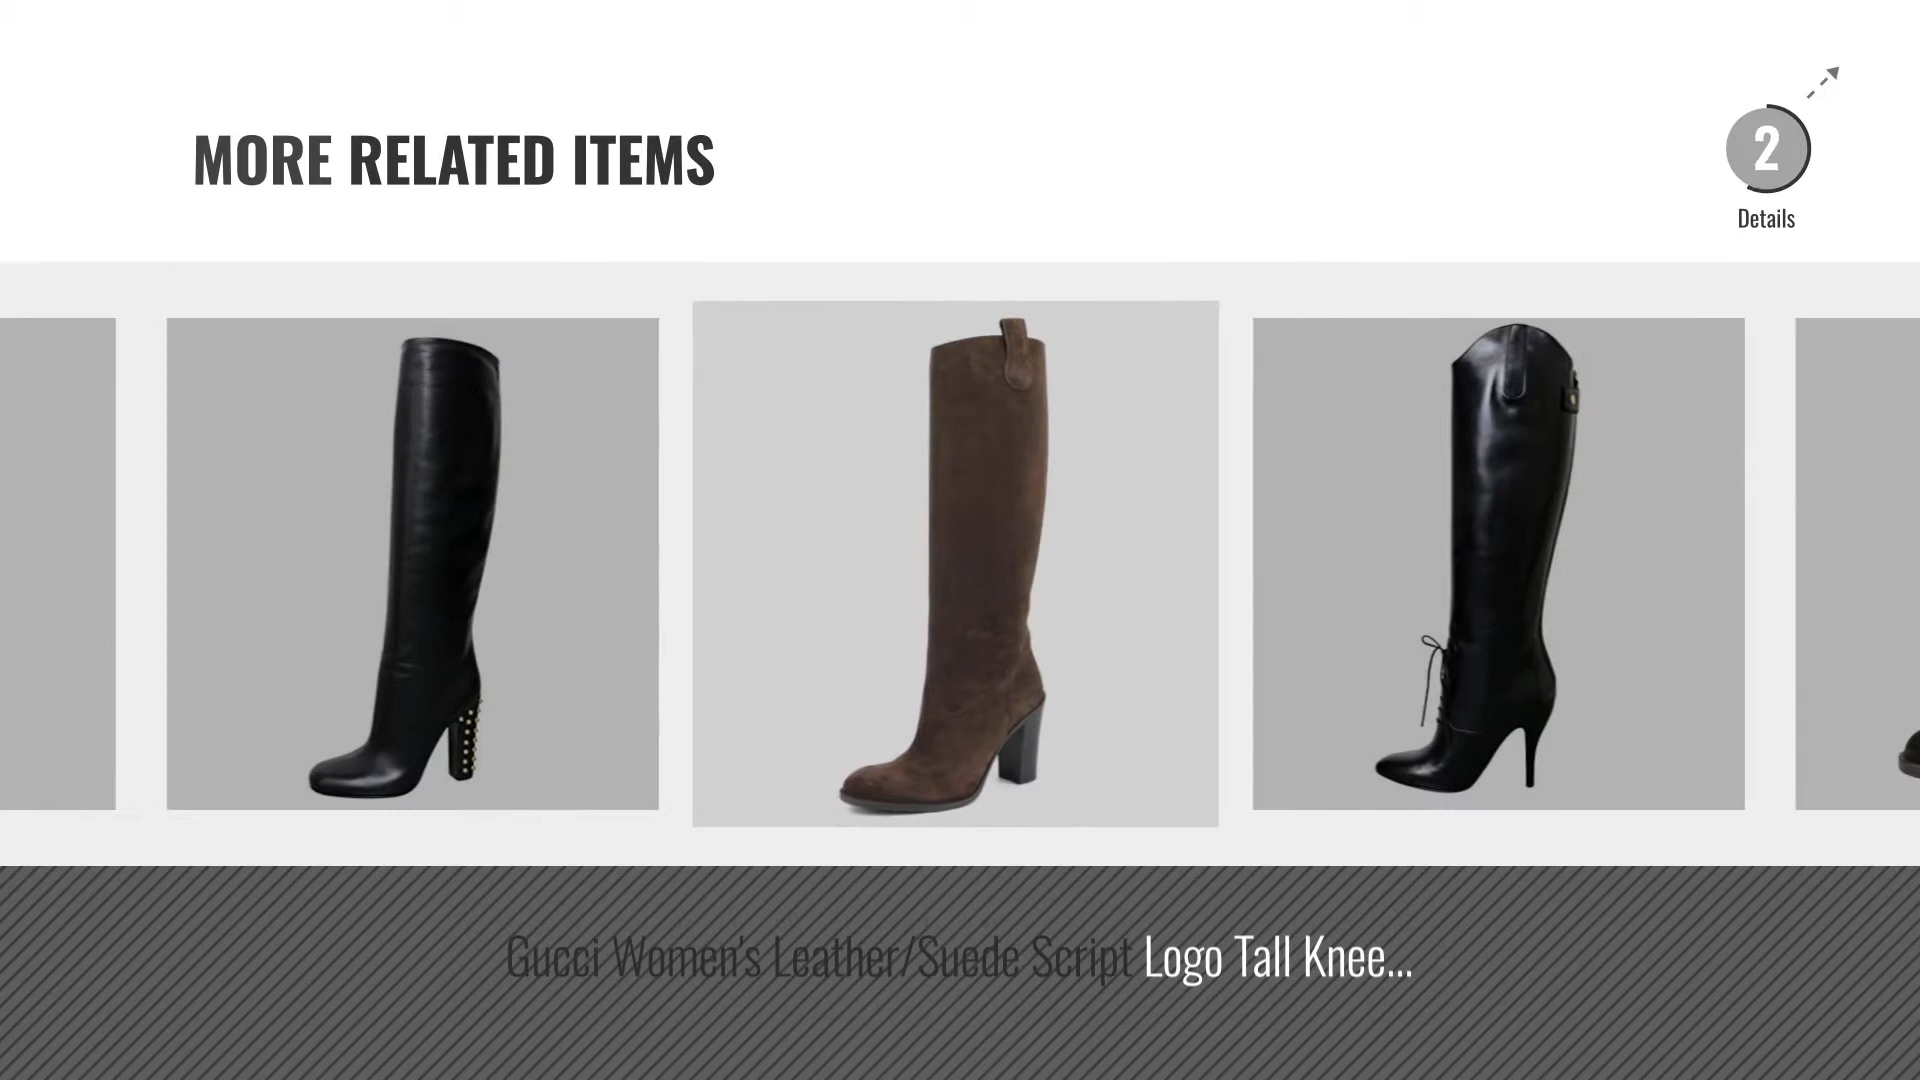 MORE RELATED ITEMS
2
Details
Gucci Women's Leather/Suede Script Logo Tall Knee...